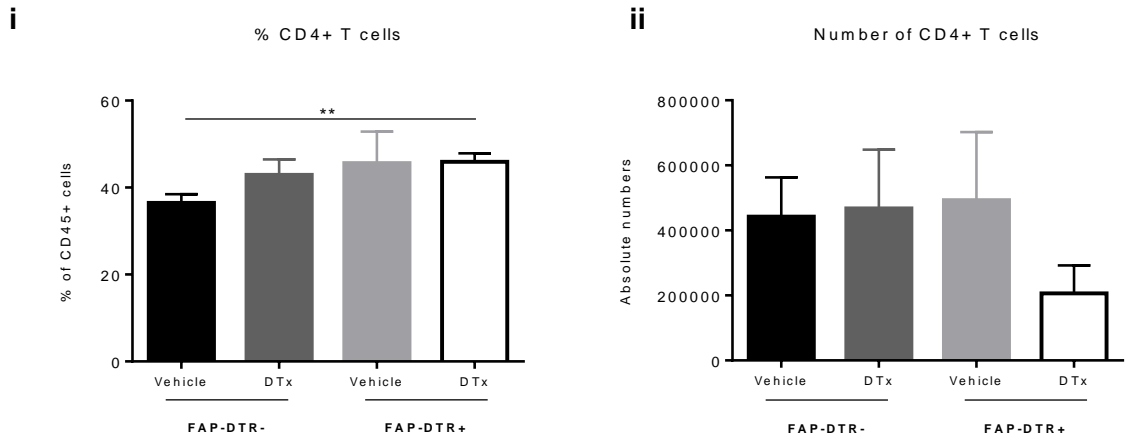 i
% CD4+ T cells
% of CD45+ cells
60
40
20
0
**
Vehicle
DTx
Vehicle
DTx
FAP-DTR-
FAP-DTR+
ii
Number of CD4+ T cells
Absolute numbers
800000
600000
400000
200000
0
Vehicle
DTx
Vehicle
DTx
FAP-DTR-
FAP-DTR+